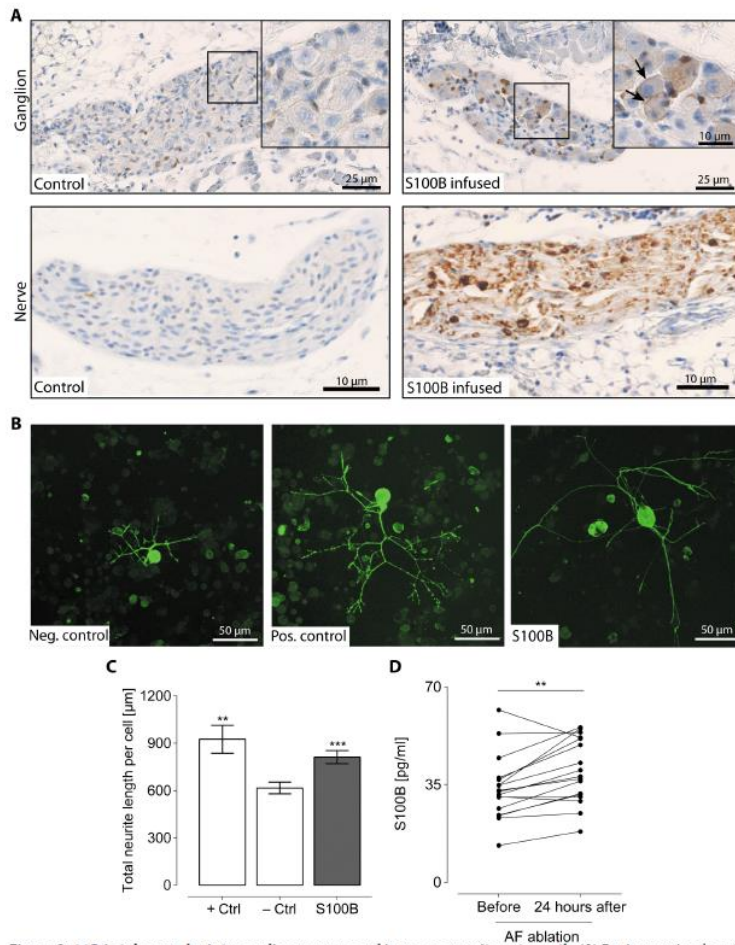 A
Ganglion
Control
25 µm
S100B infused
10 µm
25 µm
Nerve
Control
10 µm
S100B infused
10 µm
B
Neg. control
50 µm
Pos. control
50 µm
S100B
50 µm
C
Total neurite length per cell [µm]
1200
900
600
300
0
**
***
+ Ctrl
– Ctrl
S100B
D
S100B [pg/ml]
70
35
0
**
Before
24 hours after
AF ablation